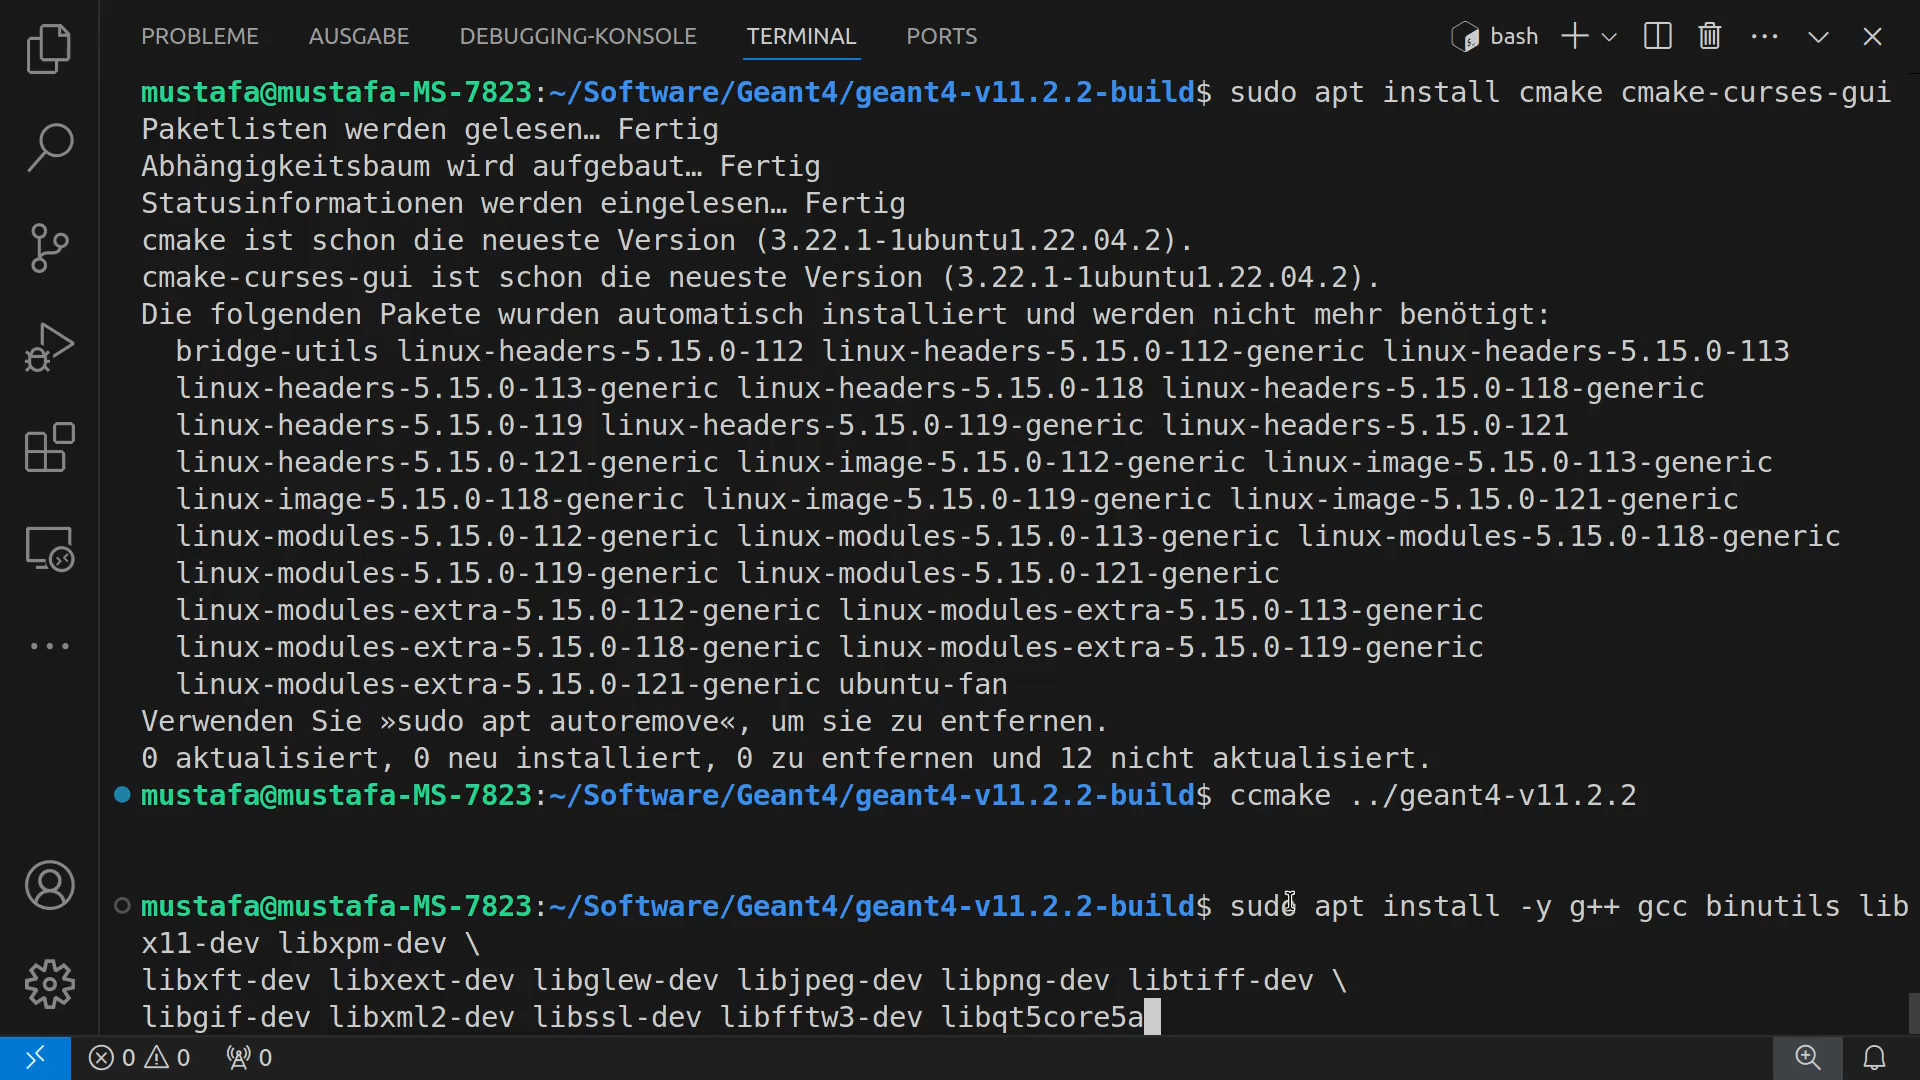 PROBLEME AUSGABE DEBUGGING-KONSOLE TERMINAL PORTS bash
mustafa@mustafa-MS-7823:~/Software/Geant4/geant4-v11.2.2-build$ sudo apt install cmake cmake-curses-gui
Paketlisten werden gelesen… Fertig
Abhängigkeitsbaum wird aufgebaut… Fertig
Statusinformationen werden eingelesen… Fertig
cmake ist schon die neueste Version (3.22.1-1ubuntu1.22.04.2).
cmake-curses-gui ist schon die neueste Version (3.22.1-1ubuntu1.22.04.2).
Die folgenden Pakete wurden automatisch installiert und werden nicht mehr benötigt:
bridge-utils linux-headers-5.15.0-112 linux-headers-5.15.0-112-generic linux-headers-5.15.0-113
linux-headers-5.15.0-113-generic linux-headers-5.15.0-118 linux-headers-5.15.0-118-generic
linux-headers-5.15.0-119 linux-headers-5.15.0-119-generic linux-headers-5.15.0-121
linux-headers-5.15.0-121-generic linux-image-5.15.0-112-generic linux-image-5.15.0-113-generic
linux-image-5.15.0-118-generic linux-image-5.15.0-119-generic linux-image-5.15.0-121-generic
linux-modules-5.15.0-112-generic linux-modules-5.15.0-113-generic linux-modules-5.15.0-118-generic
linux-modules-5.15.0-119-generic linux-modules-5.15.0-121-generic
linux-modules-extra-5.15.0-112-generic linux-modules-extra-5.15.0-113-generic
linux-modules-extra-5.15.0-118-generic linux-modules-extra-5.15.0-119-generic
linux-modules-extra-5.15.0-121-generic ubuntu-fan
Verwenden Sie »sudo apt autoremove«, um sie zu entfernen.
0 aktualisiert, 0 neu installiert, 0 zu entfernen und 12 nicht aktualisiert.
mustafa@mustafa-MS-7823:~/Software/Geant4/geant4-v11.2.2-build$ ccmake ../geant4-v11.2.2
mustafa@mustafa-MS-7823:~/Software/Geant4/geant4-v11.2.2-build$ sudo apt install -y g++ gcc binutils lib
x11-dev libxpm-dev \
libxft-dev libxext-dev libglew-dev libjpeg-dev libpng-dev libtiff-dev \
libgif-dev libxml2-dev libssl-dev libfftw3-dev libqt5core5a
0 0 0